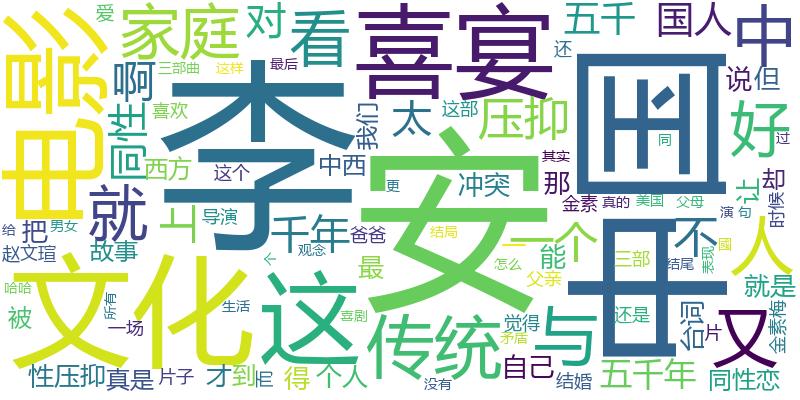 爱
家庭
对
看
喜宴
五千
国人
中
电影
三部曲
这样
最后
还
说
但
啊
李
安
中国
喜欢
同性
我们
太
这部
压抑
好
同
过
西方
这个
中西
冲突
其实
那
金素
真的
美国
父母
让
却
时候
更
就
上
导演
千年
爸爸
结局
一个
不
人
演
句
给
把
男女
赵文瑄
故事
观念
最
能
三部
结尾
表现
國
就是
文化
这
传统
与
怎么
父亲
哈哈
所有
生活
喜剧
觉得
矛盾
还是
台词
片
又
金素梅
被
一场
性压抑
真是
片子
才
到
得
个人
没有
自己
结婚
五千年
同性恋